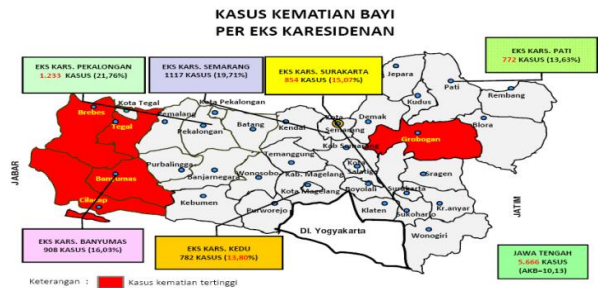 KASUS KEMATIAN BAYI
PER EKS KARESIDENAN
EKS KARS. PEKALONGAN
1.233 KASUS (21,76%)
EKS KARS. SEMARANG
1117 KASUS (19,71%)
EKS KARS. SURAKARTA
854 KASUS (15,07%)
EKS KARS. PATI
772 KASUS (13,63%)
Jepara
Pati
Kudus
Rembang
Brebes
Kota Tegal
Tegal
Pemalang
Kota Pekalongan
Pekalongan
Batang
Kendal
Kota
Semarang
Demak
Blora
Grobogan
Kab Semarang
Temanggung
Purbalingga
Banjarnegara
Wonosobo
Kab. Magelang
Kota
Salatiga
Sragen
JABAR
Banyumas
Kota Magelang
Boyolali
Surakarta
Cilacap
Kebumen
Purworejo
Klaten
Sukoharjo
Kr.anyar
JATIM
DI. Yogyakarta
Wonogiri
EKS KARS. BANYUMAS
908 KASUS (16,03%)
EKS KARS. KEDU
782 KASUS (13,80%)
JAWA TENGAH
5.666 KASUS
(AKB=10,13)
Keterangan :
Kasus kematian tertinggi